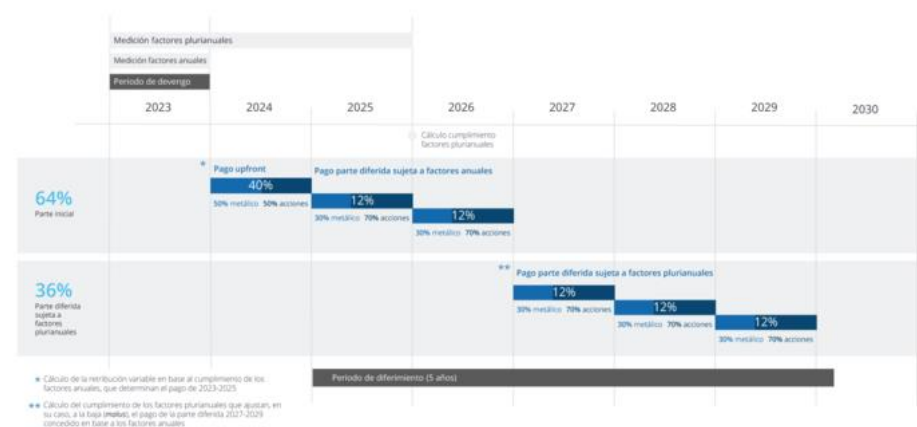 Medición factores plurianuales
Medición factores anuales
Periodo de devengo
2023 2024 2025 2026 2027 2028 2029 2030
Cálculo cumplimiento
factores plurianuales
* Pago upfront Pago parte diferida sujeta a factores anuales
40%
64%
Parte inicial
50% metálico 50% acciones
12%
30% metálico 70% acciones
12%
30% metálico 70% acciones
** Pago parte diferida sujeta a factores plurianuales
36%
Parte diferida
sujeta a
factores
plurianuales
12%
30% metálico 70% acciones
12%
30% metálico 70% acciones
12%
30% metálico 70% acciones
Periodo de diferimiento (5 años)
* Cálculo de la retribución variable en base al cumplimiento de los
factores anuales, que determinan el pago de 2023-2025
** Cálculo del cumplimiento de los factores plurianuales que ajustan, en
su caso, a la baja (malus), el pago de la parte diferida 2027-2029
concedido en base a los factores anuales